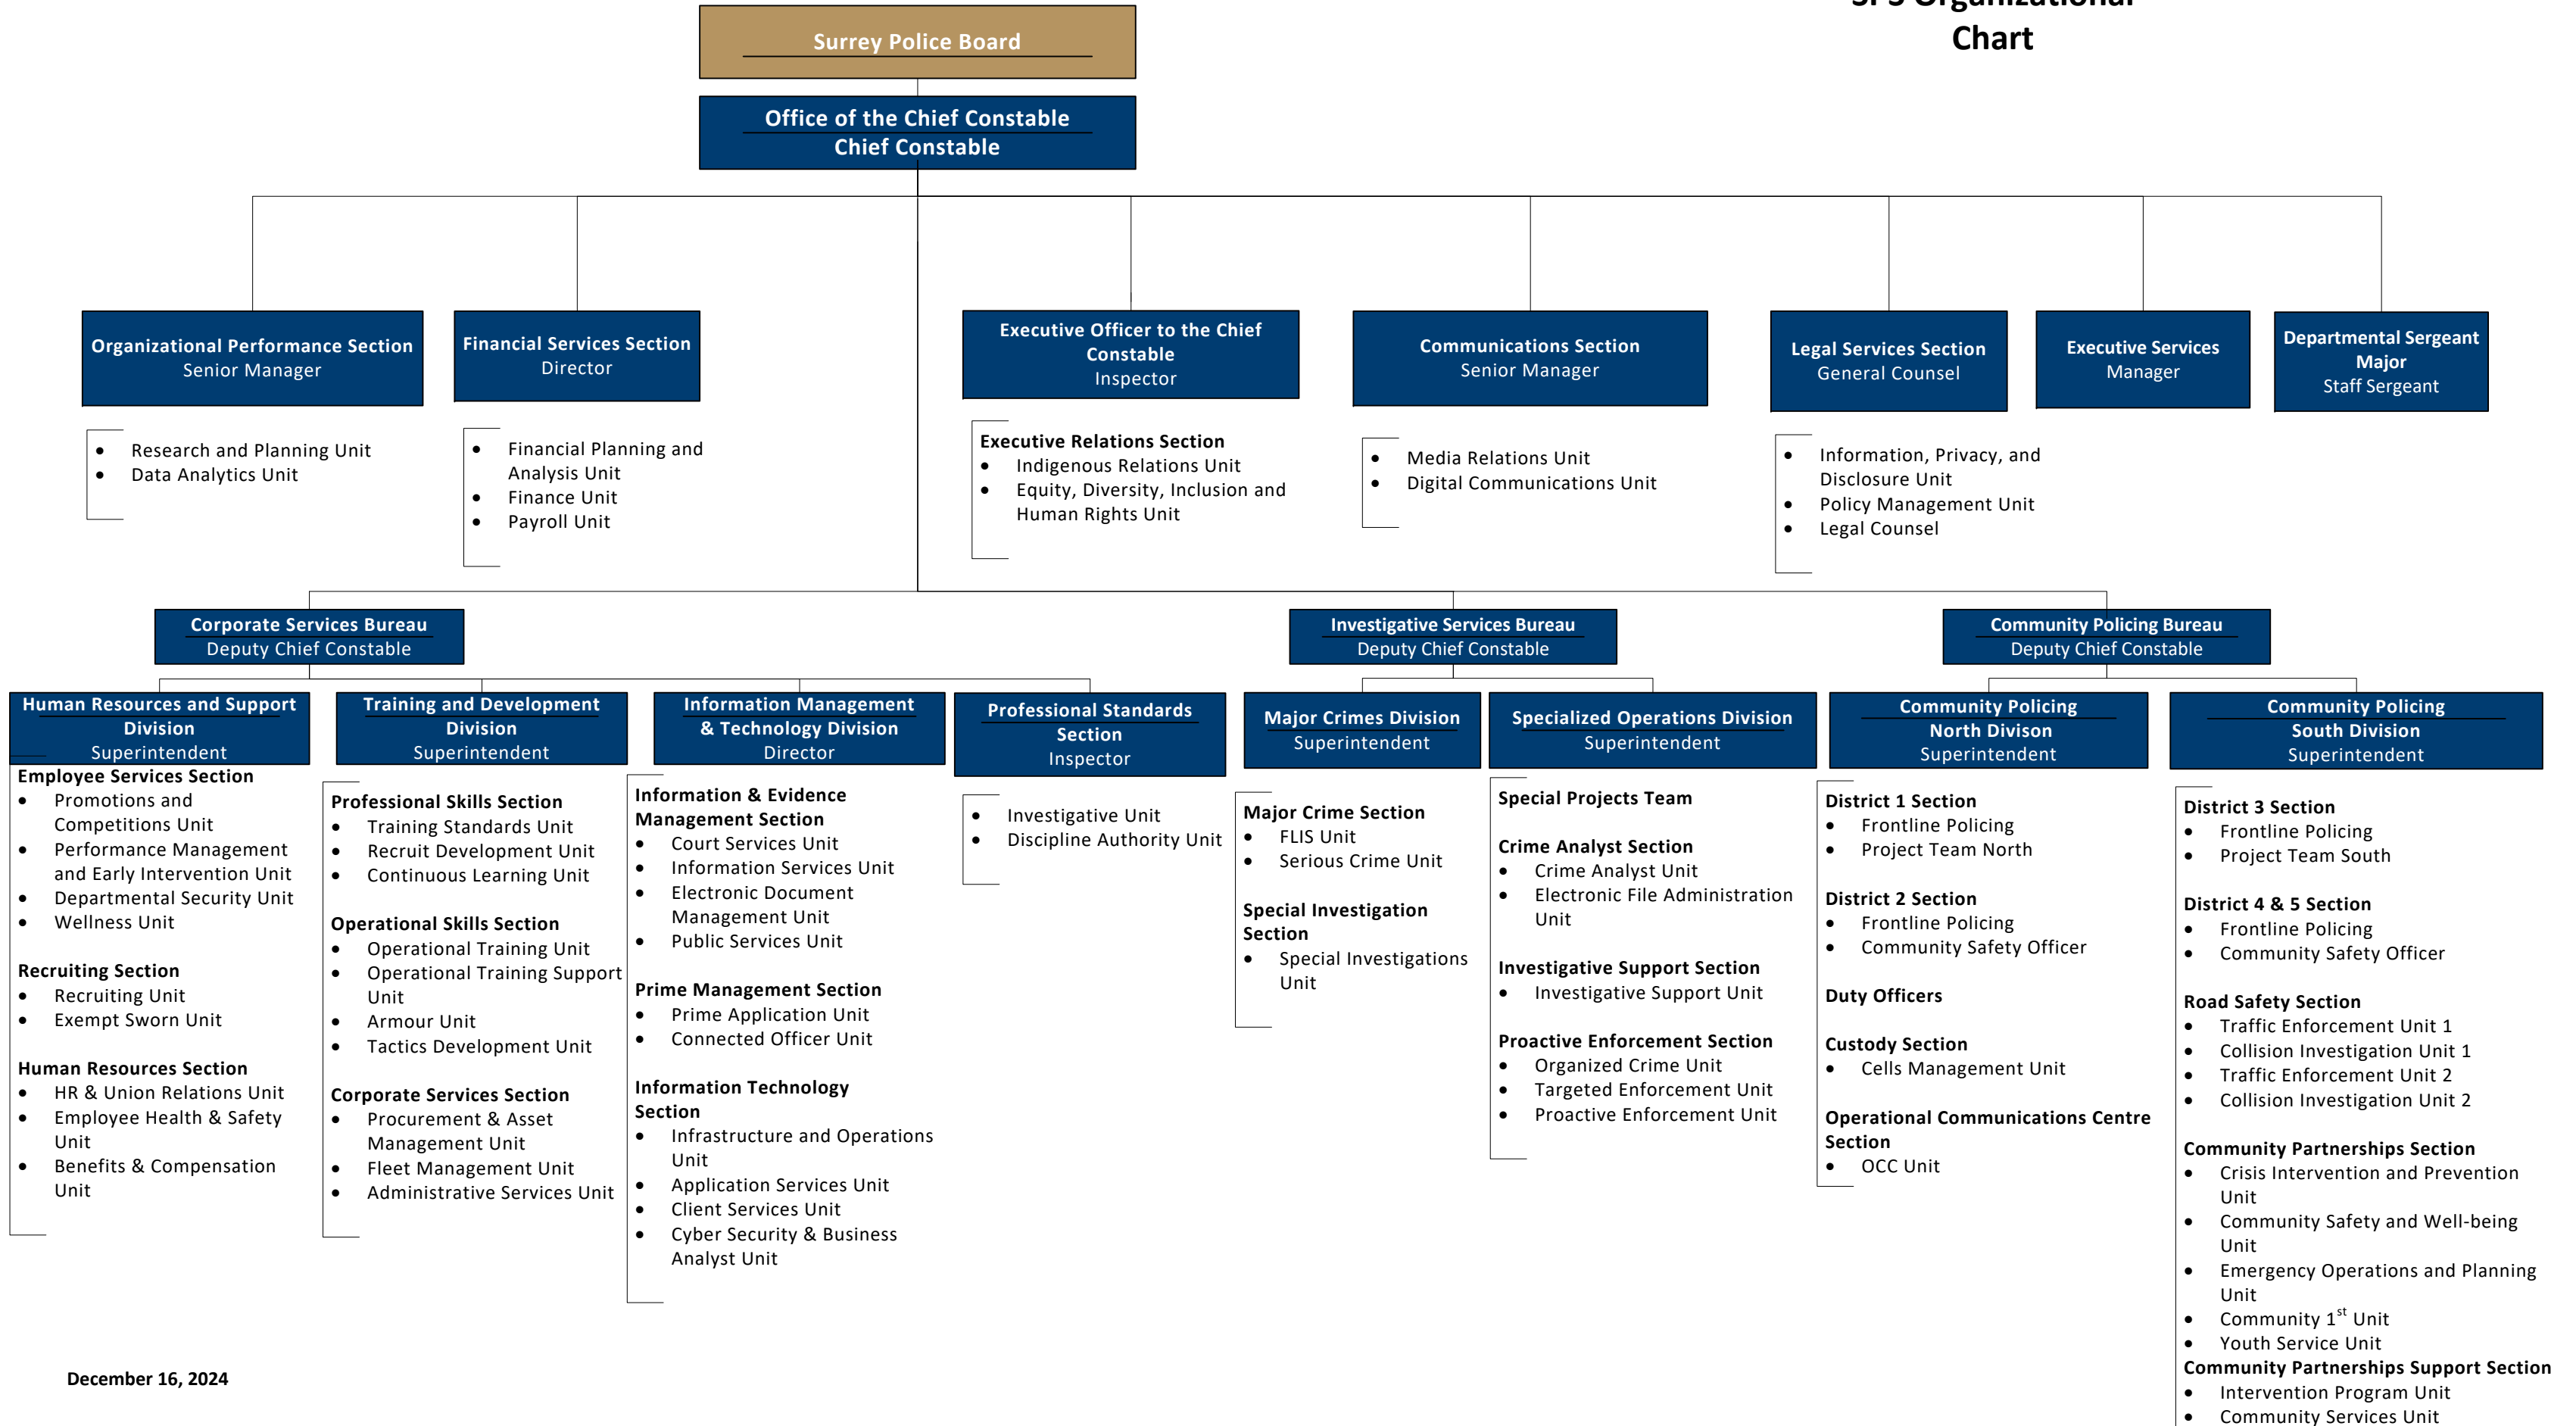 SPS Organizational
Chart
Surrey Police Board
Office of the Chief Constable
Chief Constable
Organizational Performance Section
Senior Manager
Financial Services Section
Director
Executive Officer to the Chief
Constable
Inspector
Communications Section
Senior Manager
Legal Services Section
General Counsel
Executive Services
Manager
Departmental Sergeant
Major
Staff Sergeant
• Research and Planning Unit
• Data Analytics Unit
• Financial Planning and
Analysis Unit
• Finance Unit
• Payroll Unit
Executive Relations Section
• Indigenous Relations Unit
• Equity, Diversity, Inclusion and
Human Rights Unit
• Media Relations Unit
• Digital Communications Unit
• Information, Privacy, and
Disclosure Unit
• Policy Management Unit
• Legal Counsel
Corporate Services Bureau
Deputy Chief Constable
Investigative Services Bureau
Deputy Chief Constable
Community Policing Bureau
Deputy Chief Constable
Human Resources and Support
Division
Superintendent
Employee Services Section
• Promotions and
Competitions Unit
• Performance Management
and Early Intervention Unit
• Departmental Security Unit
• Wellness Unit
Recruiting Section
• Recruiting Unit
• Exempt Sworn Unit
Human Resources Section
• HR & Union Relations Unit
• Employee Health & Safety
Unit
• Benefits & Compensation
Unit
Training and Development
Division
Superintendent
Professional Skills Section
• Training Standards Unit
• Recruit Development Unit
• Continuous Learning Unit
Operational Skills Section
• Operational Training Unit
• Operational Training Support
Unit
• Armour Unit
• Tactics Development Unit
Corporate Services Section
• Procurement & Asset
Management Unit
• Fleet Management Unit
• Administrative Services Unit
Information Management
& Technology Division
Director
Information & Evidence
Management Section
• Court Services Unit
• Information Services Unit
• Electronic Document
Management Unit
• Public Services Unit
Prime Management Section
• Prime Application Unit
• Connected Officer Unit
Information Technology
Section
• Infrastructure and Operations
Unit
• Application Services Unit
• Client Services Unit
• Cyber Security & Business
Analyst Unit
Professional Standards
Section
Inspector
• Investigative Unit
• Discipline Authority Unit
Major Crimes Division
Superintendent
Major Crime Section
• FLIS Unit
• Serious Crime Unit
Special Investigation
Section
• Special Investigations
Unit
Specialized Operations Division
Superintendent
Special Projects Team
Crime Analyst Section
• Crime Analyst Unit
• Electronic File Administration
Unit
Investigative Support Section
• Investigative Support Unit
Proactive Enforcement Section
• Organized Crime Unit
• Targeted Enforcement Unit
• Proactive Enforcement Unit
Community Policing
North Divison
Superintendent
District 1 Section
• Frontline Policing
• Project Team North
District 2 Section
• Frontline Policing
• Community Safety Officer
Duty Officers
Custody Section
• Cells Management Unit
Operational Communications Centre
Section
• OCC Unit
Community Policing
South Division
Superintendent
District 3 Section
• Frontline Policing
• Project Team South
District 4 & 5 Section
• Frontline Policing
• Community Safety Officer
Road Safety Section
• Traffic Enforcement Unit 1
• Collision Investigation Unit 1
• Traffic Enforcement Unit 2
• Collision Investigation Unit 2
Community Partnerships Section
• Crisis Intervention and Prevention
Unit
• Community Safety and Well-being
Unit
• Emergency Operations and Planning
Unit
• Community 1st Unit
• Youth Service Unit
Community Partnerships Support Section
• Intervention Program Unit
• Community Services Unit
December 16, 2024